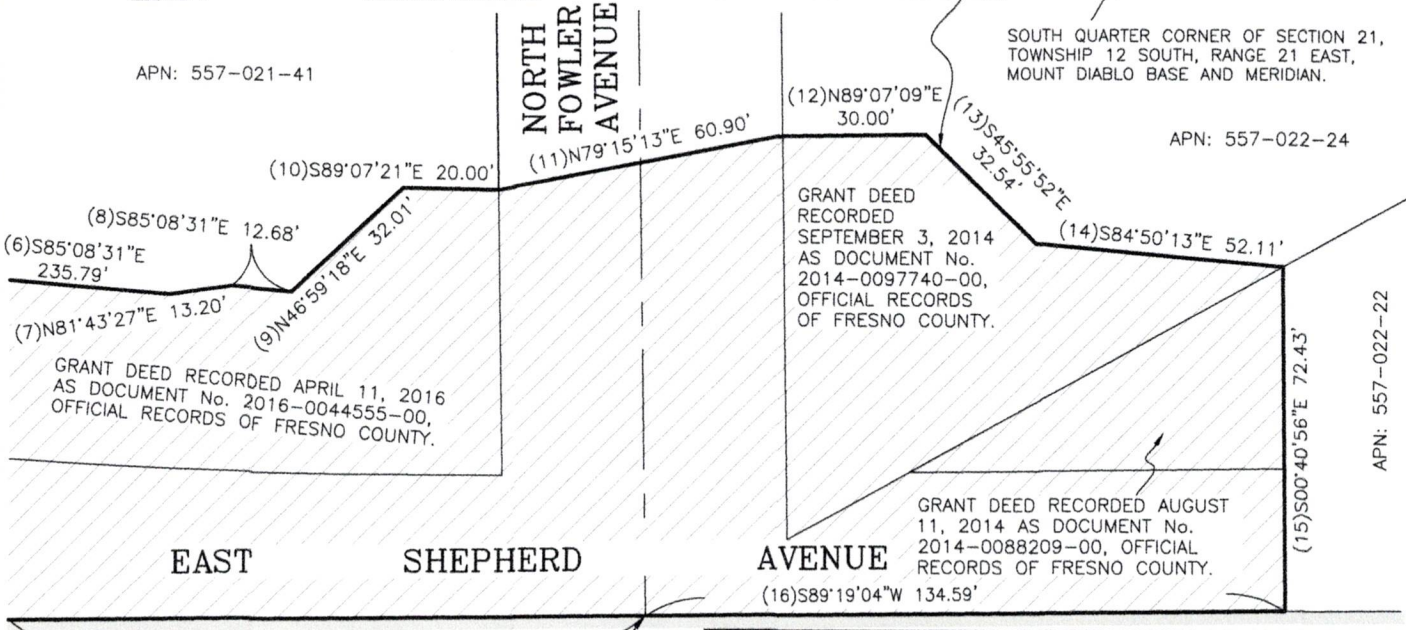 NORTH
FOWLER
AVENUE
SOUTH QUARTER CORNER OF SECTION 21,
TOWNSHIP 12 SOUTH, RANGE 21 EAST,
MOUNT DIABLO BASE AND MERIDIAN.
APN: 557-021-41
(12)N89°07'09"E
30.00'
(13)S45°55'52"E
32.54'
APN: 557-022-24
(10)S89°07'21"E 20.00'
(11)N79°15'13"E 60.90'
(8)S85°08'31"E 12.68'
(6)S85°08'31"E
235.79'
(7)N81°43'27"E 13.20'
(9)N46°59'18"E 32.01'
GRANT DEED
RECORDED
SEPTEMBER 3, 2014
AS DOCUMENT No.
2014-0097740-00,
OFFICIAL RECORDS
OF FRESNO COUNTY.
(14)S84°50'13"E 52.11'
GRANT DEED RECORDED APRIL 11, 2016
AS DOCUMENT No. 2016-0044555-00,
OFFICIAL RECORDS OF FRESNO COUNTY.
(15)S00°40'56"E 72.43'
APN: 557-022-22
GRANT DEED RECORDED AUGUST
11, 2014 AS DOCUMENT No.
2014-0088209-00, OFFICIAL
RECORDS OF FRESNO COUNTY.
EAST SHEPHERD AVENUE
(16)S89°19'04"W 134.59'